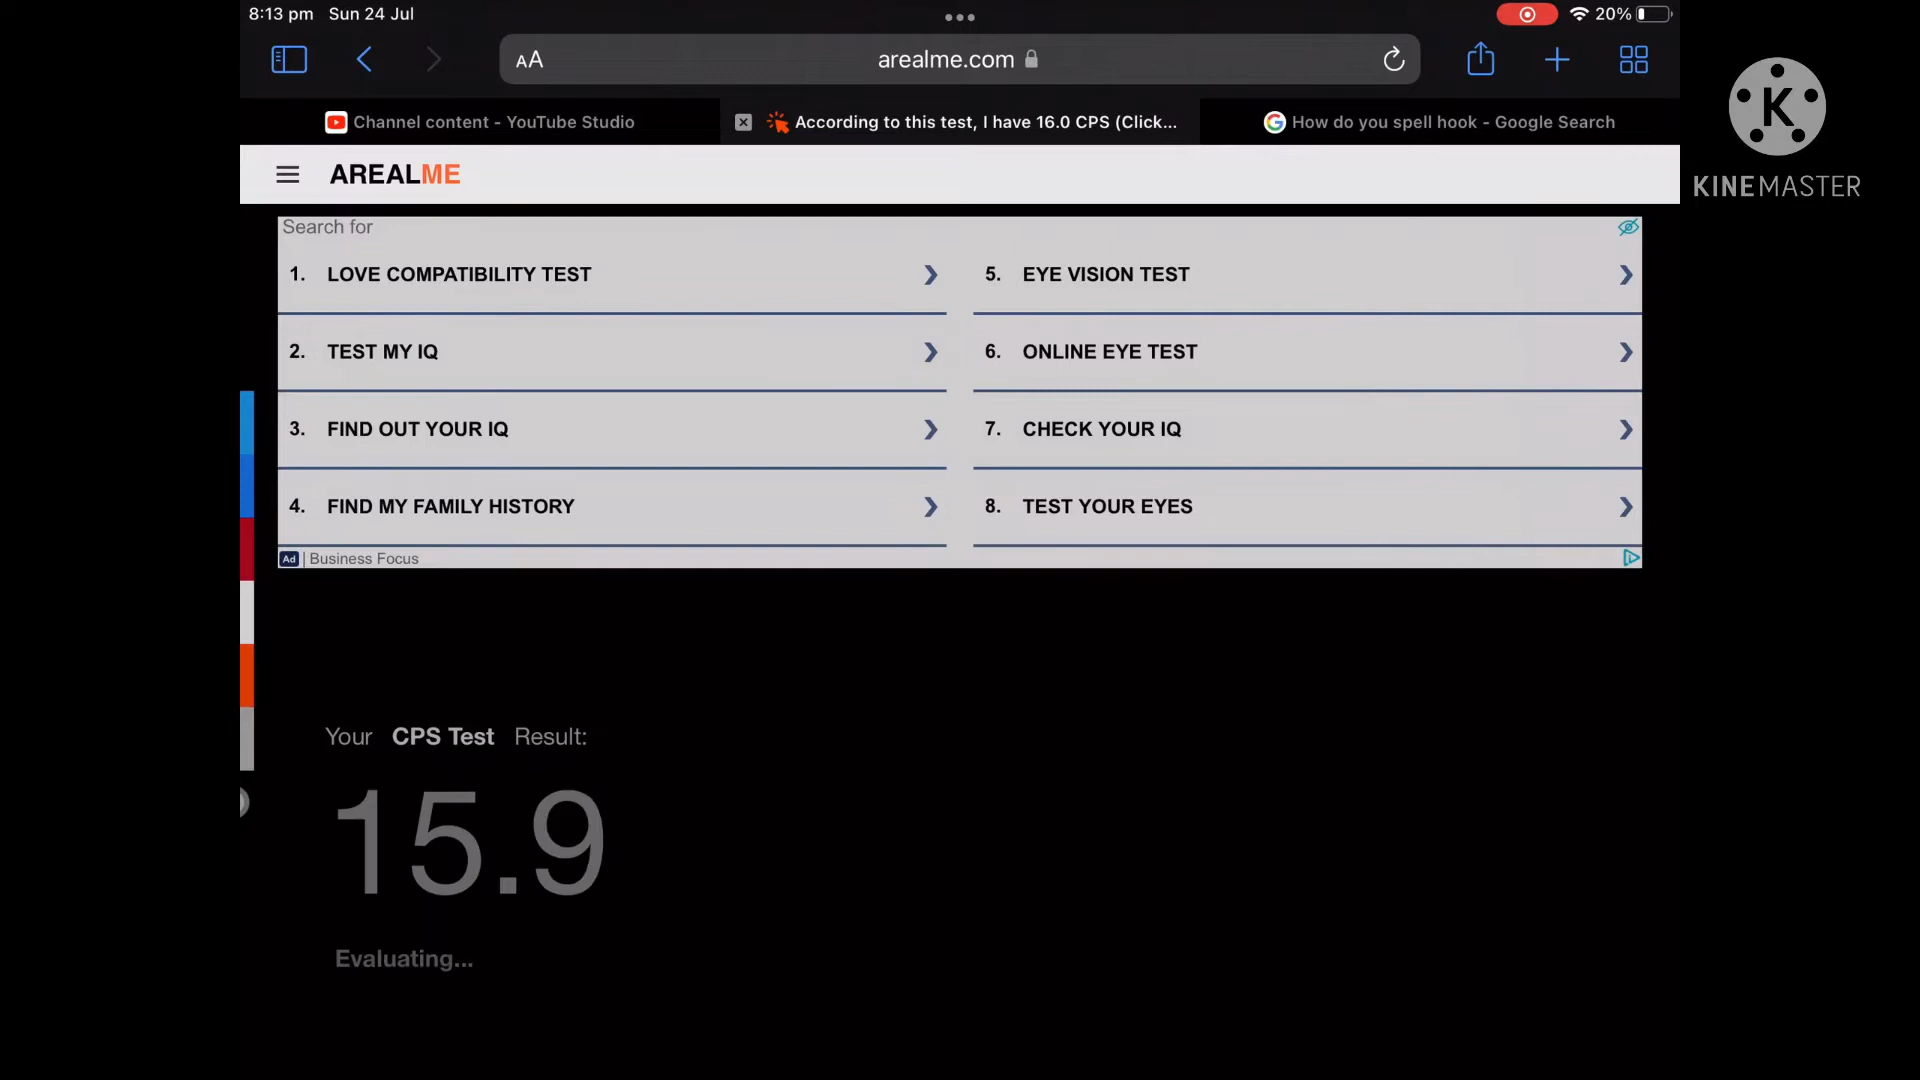 8:13 pm Sun 24 Jul
20%
AA
arealme.com
Channel content - YouTube Studio
According to this test, I have 16.0 CPS (Click...
How do you spell hook - Google Search
K
KINEMASTER
AREALME
Search for
1. LOVE COMPATIBILITY TEST
2. TEST MY IQ
3. FIND OUT YOUR IQ
4. FIND MY FAMILY HISTORY
5. EYE VISION TEST
6. ONLINE EYE TEST
7. CHECK YOUR IQ
8. TEST YOUR EYES
Ad | Business Focus
Your CPS Test Result:
15.9
Evaluating...